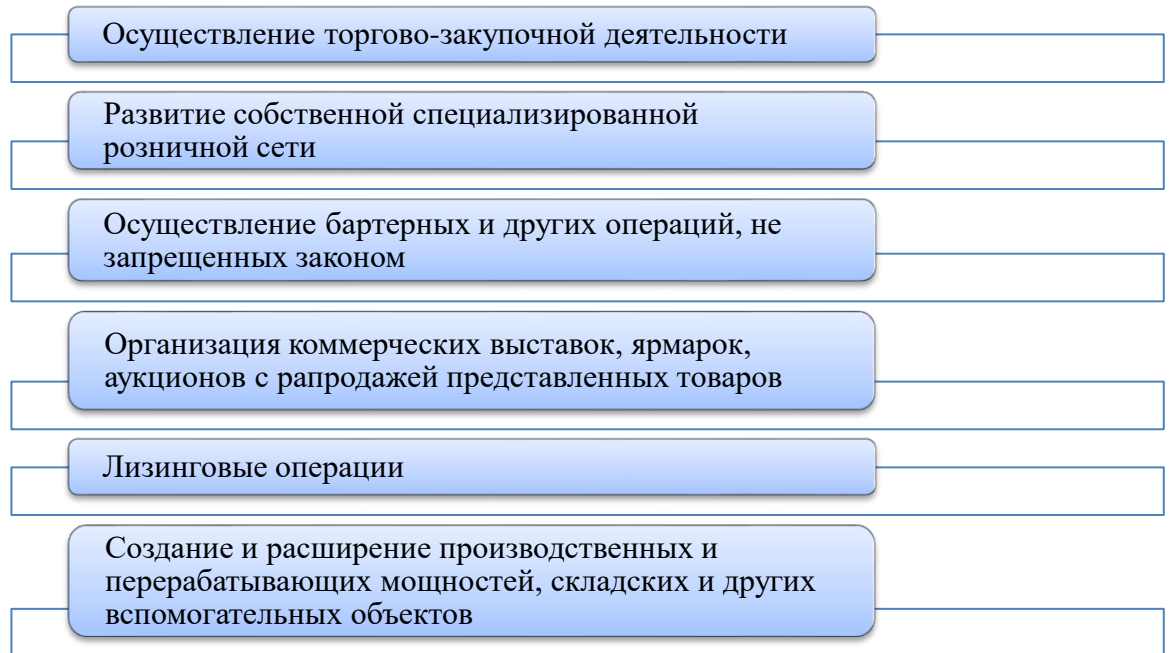 Осуществление торгово-закупочной деятельности
Развитие собственной специализированной
розничной сети
Осуществление бартерных и других операций, не
запрещенных законом
Организация коммерческих выставок, ярмарок,
аукционов с рапродажей представленных товаров
Лизинговые операции
Создание и расширение производственных и
перерабатывающих мощностей, складских и других
вспомогательных объектов